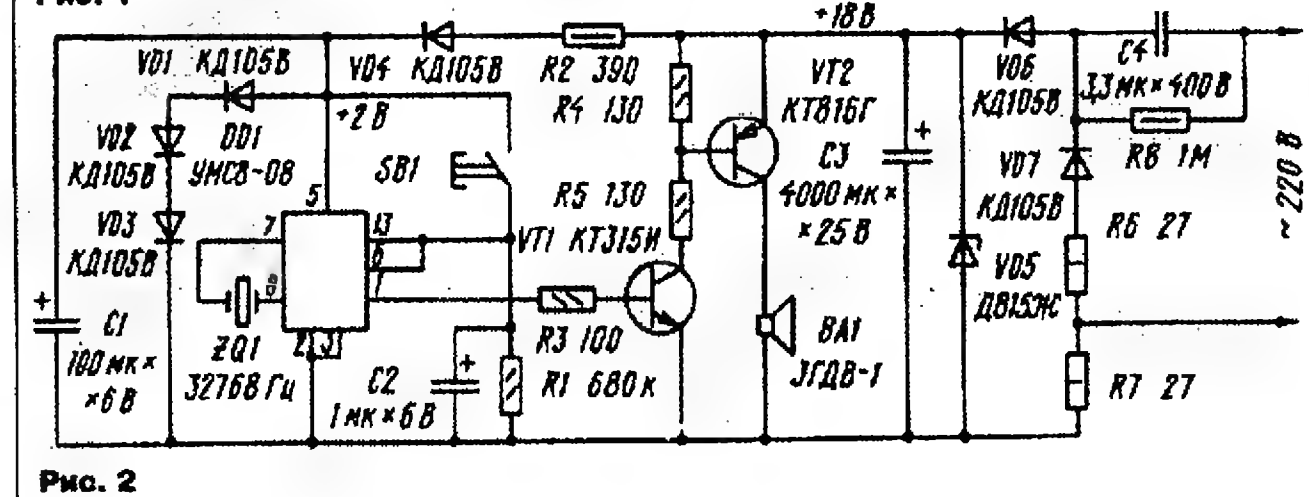 +18 В
VD1 КД105В
VD4 КД105В
R2 390
R4 130
VT2
КТ816Г
VD6
КД105В
C4
3,3 мк × 400 В
R8 1М
~ 220 В
+2 В
VD2
КД105В
DD1
УМС8-08
SB1
R5 130
C3
4000 мк ×
× 25 В
+
VD7
КД105В
R6 27
VD3
КД105В
5
7
13
6
1
8
2
3
VT1 КТ315И
VD5
Д815Ж
+
C1
100 мк ×
× 6 В
ZQ1
32768 Гц
R3 100
C2
+
1 мк × 6 В
R1 680 к
BA1
3ГДВ-1
R7 27
Рис. 2